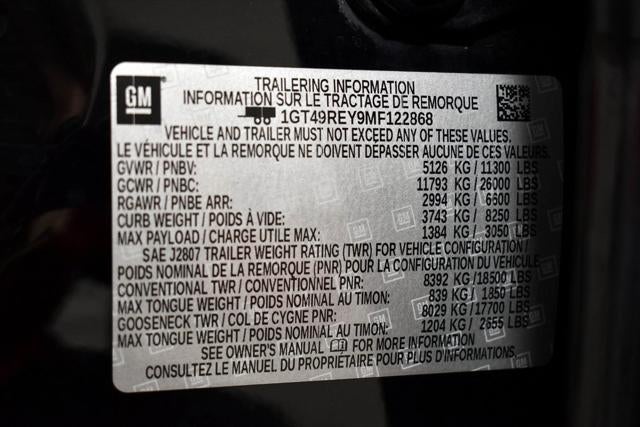 GM
TRAILERING INFORMATION
INFORMATION SUR LE TRACTAGE DE REMORQUE
1GT49REY9MF122868
VEHICLE AND TRAILER MUST NOT EXCEED ANY OF THESE VALUES.
LE VÉHICULE ET LA REMORQUE NE DOIVENT DÉPASSER AUCUNE DE CES VALEURS.
GVWR / PNBV: 5126 KG / 11300 LBS
GCWR / PNBC: 11793 KG / 26000 LBS
RGAWR / PNBE ARR: 2994 KG / 6600 LBS
CURB WEIGHT / POIDS À VIDE: 3743 KG / 8250 LBS
MAX PAYLOAD / CHARGE UTILE MAX: 1384 KG / 3050 LBS
SAE J2807 TRAILER WEIGHT RATING (TWR) FOR VEHICLE CONFIGURATION /
POIDS NOMINAL DE LA REMORQUE (PNR) POUR LA CONFIGURATION DU VÉHICULE
CONVENTIONAL TWR / CONVENTIONNEL PNR: 8392 KG / 18500 LBS
MAX TONGUE WEIGHT / POIDS NOMINAL AU TIMON: 839 KG / 1850 LBS
GOOSENECK TWR / COL DE CYGNE PNR: 8029 KG / 17700 LBS
MAX TONGUE WEIGHT / POIDS NOMINAL AU TIMON: 1204 KG / 2655 LBS
SEE OWNER'S MANUAL FOR MORE INFORMATION
CONSULTEZ LE MANUEL DU PROPRIÉTAIRE POUR PLUS D'INFORMATIONS.